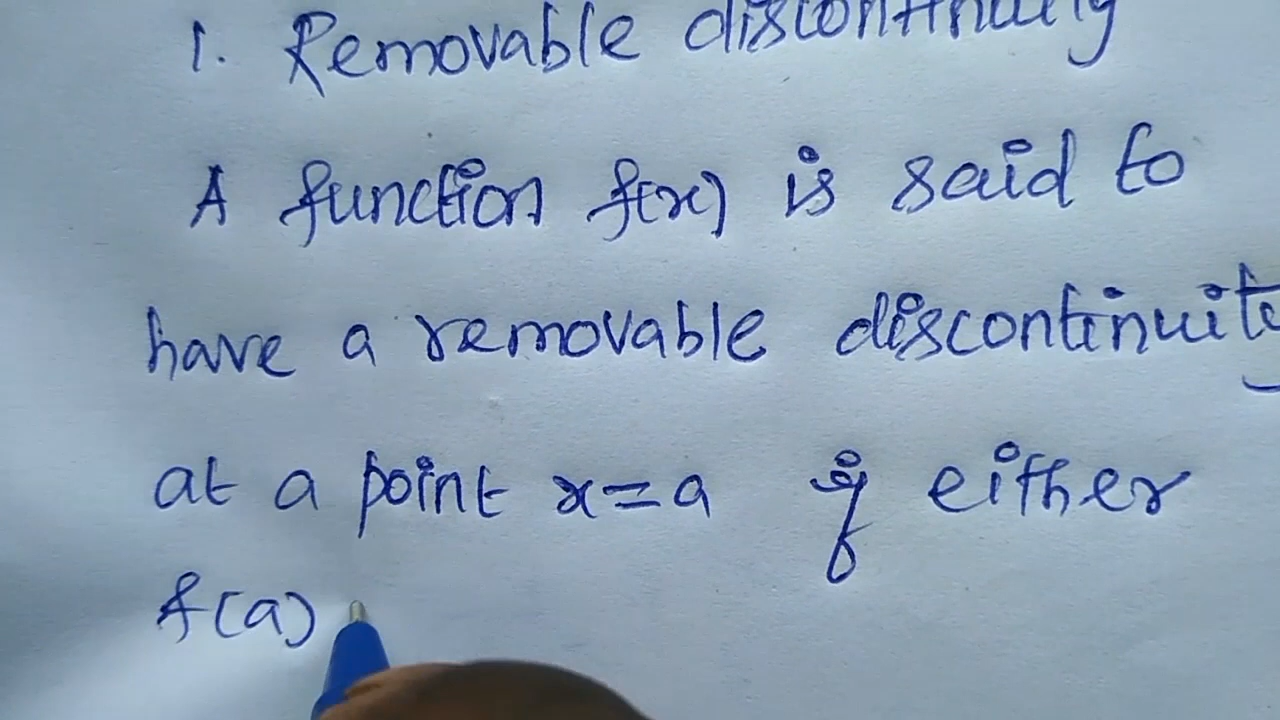 1. Removable discontinuity
A function f(x) is said to
have a removable discontinuity
at a point x=a if either
f(a)